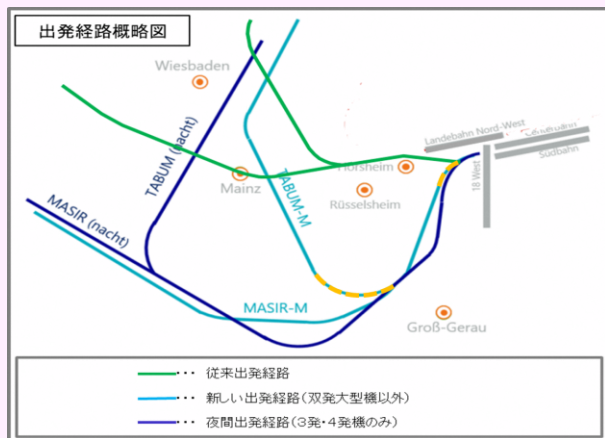 出発経路概略図
Wiesbaden
TABUM (nacht)
Landebahn Nord-West
Südbahn
18 West
Mainz
TABUM-M
Rüsselsheim
MASIR (nacht)
MASIR-M
Groß-Gerau
・・・ 従来出発経路
・・・ 新しい出発経路(双発大型機以外)
・・・ 夜間出発経路(3発・4発機のみ)